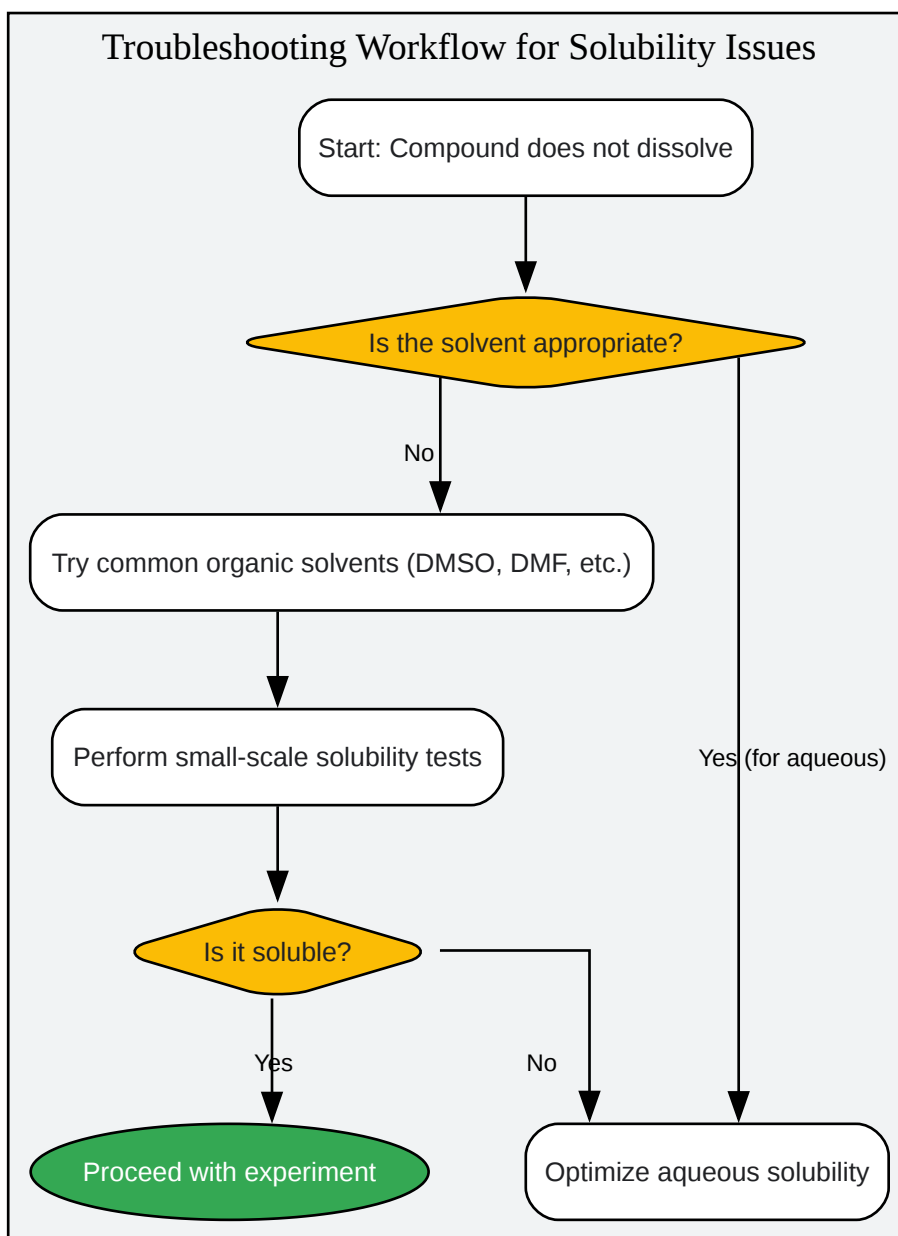 Troubleshooting Workflow for Solubility Issues
Start: Compound does not dissolve
Is the solvent appropriate?
No
Try common organic solvents (DMSO, DMF, etc.)
Perform small-scale solubility tests
Yes (for aqueous)
Is it soluble?
Yes
No
Proceed with experiment
Optimize aqueous solubility